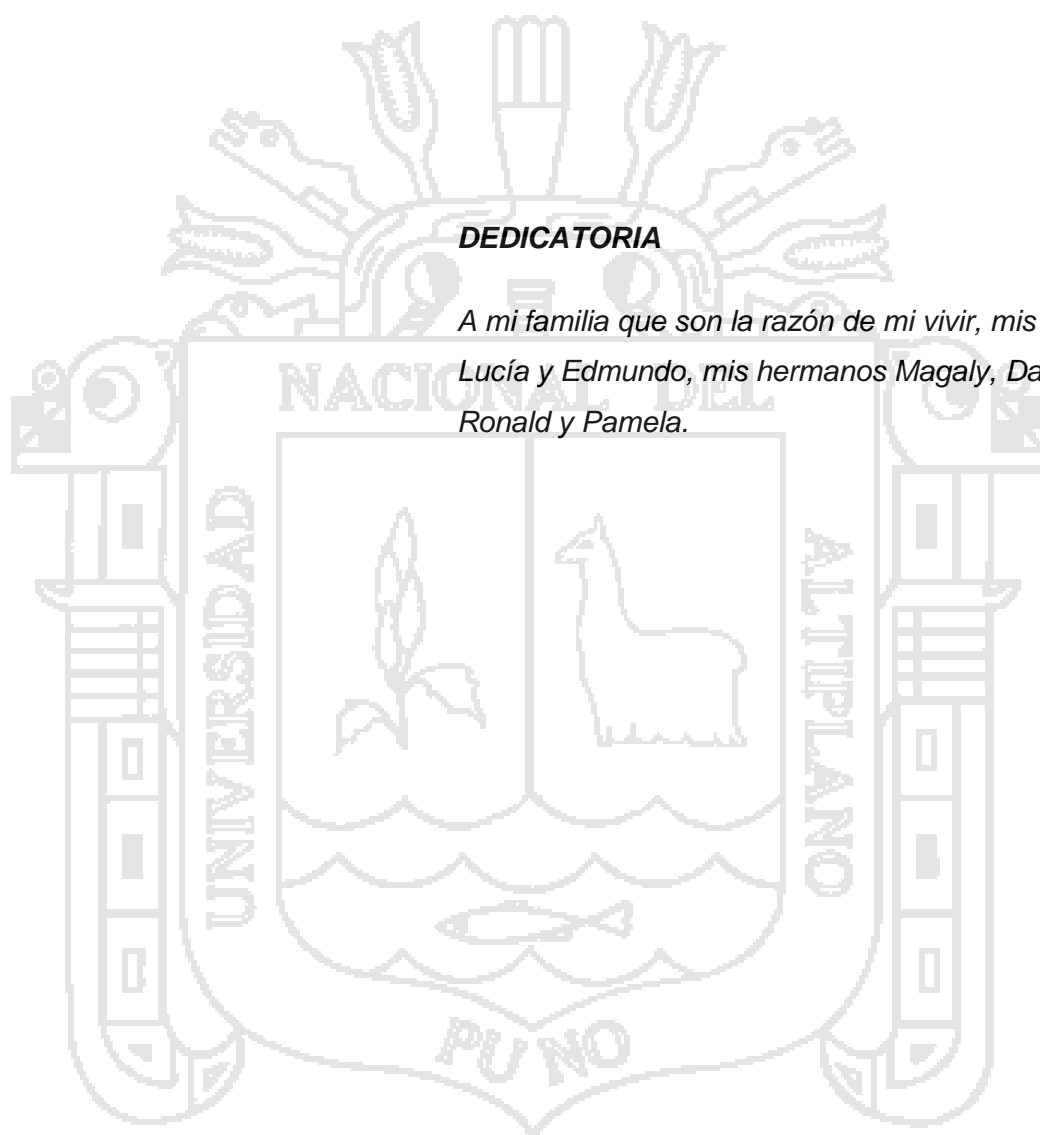 DEDICATORIA
A mi familia que son la razón de mi vivir, mis
Lucía y Edmundo, mis hermanos Magaly,
Ronald y Pamela.
UNIVERSIDAD
NACIONAL DEL
ALTIPLANO
PUNO